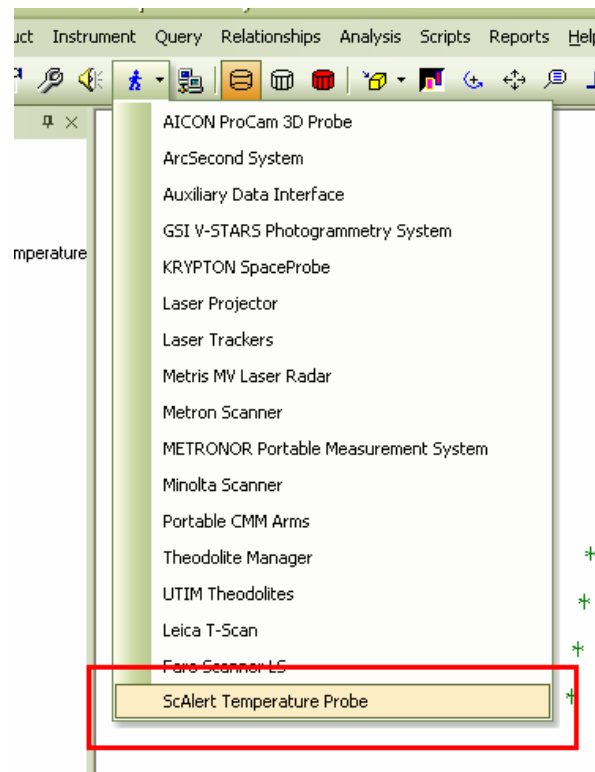 uct Instrument Query Relationships Analysis Scripts Reports Help
AICON ProCam 3D Probe
ArcSecond System
Auxiliary Data Interface
GSI V-STARS Photogrammetry System
mperature
KRYPTON SpaceProbe
Laser Projector
Laser Trackers
Metris MV Laser Radar
Metron Scanner
METRONOR Portable Measurement System
Minolta Scanner
Portable CMM Arms
Theodolite Manager
UTIM Theodolites
Leica T-Scan
Faro Scanner LS
ScAlert Temperature Probe